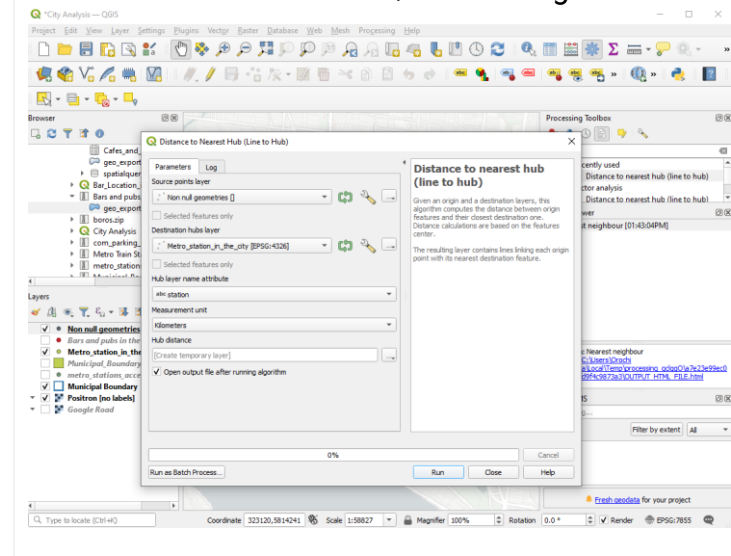 *City Analysis — QGIS
Project Edit View Layer Settings Plugins Vector Raster Database Web Mesh Processing Help
Browser
Cafes_and_
geo_export
spatialquer
Bar_Location_
Bars and pubs
geo_export
boros.zip
City Analysis
com_parking_
Metro Train St
metro_station
Layers
Non null geometries
Bars and pubs in the
Metro_station_in_the
Municipal_Boundary
metro_stations_acce
Municipal Boundary
Positron [no labels]
Google Road
Distance to Nearest Hub (Line to Hub)
Parameters Log
Source points layer
Non null geometries []
Selected features only
Destination hubs layer
Metro_station_in_the_city [EPSG:4326]
Selected features only
Hub layer name attribute
abc station
Measurement unit
Kilometers
Hub distance
[Create temporary layer]
Open output file after running algorithm
Distance to nearest hub
(line to hub)
Given an origin and a destination layers, this
algorithm computes the distance between origin
features and their closest destination one.
Distance calculations are based on the features
center.
The resulting layer contains lines linking each origin
point with its nearest destination feature.
0%
Cancel
Run as Batch Process...
Run Close Help
Processing Toolbox
cently used
Distance to nearest hub (line to hub)
ctor analysis
Distance to nearest hub (line to hub)
wer
st neighbour [01:43:04PM]
: Nearest neighbour
C:\Users\Orochi
Filter by extent All
Fresh geodata for your project
Type to locate (Ctrl+K)
Coordinate 323120,5814241 Scale 1:58827 Magnifier 100% Rotation 0.0 ° Render EPSG:7855